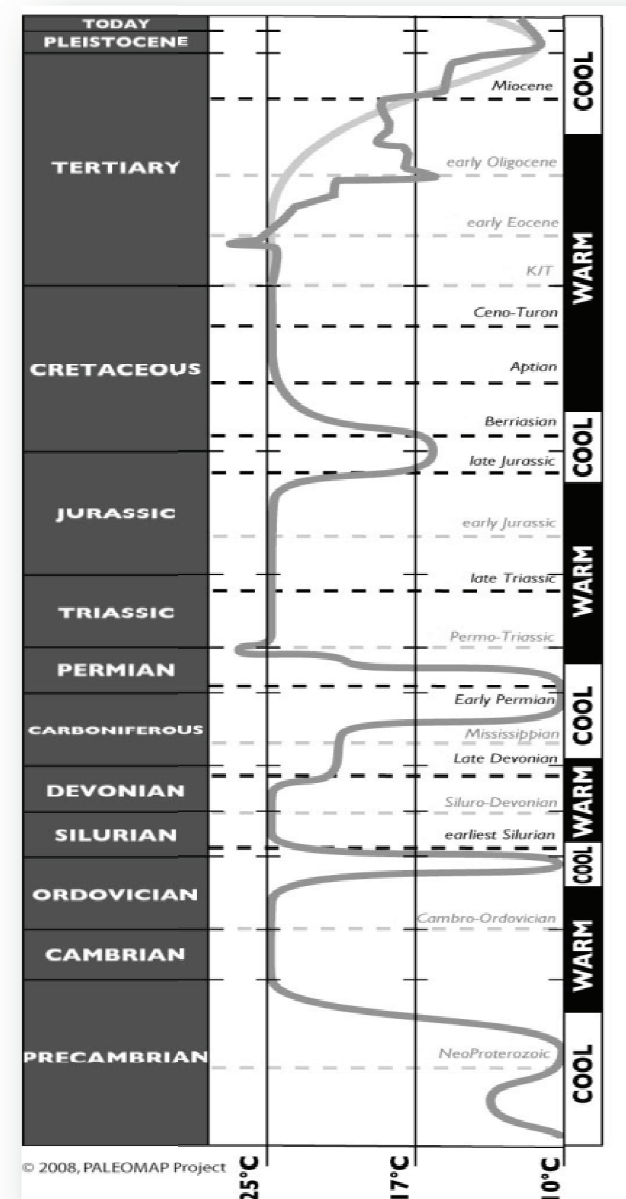 TODAY
PLEISTOCENE
COOL
Miocene
TERTIARY
early Oligocene
early Eocene
WARM
K/T
Ceno-Turon
CRETACEOUS
Aptian
Berriasian
COOL
late Jurassic
JURASSIC
early Jurassic
WARM
late Triassic
TRIASSIC
Permo-Triassic
PERMIAN
Early Permian
COOL
CARBONIFEROUS
Mississippian
Late Devonian
DEVONIAN
WARM
Siluro-Devonian
SILURIAN
earliest Silurian
COOL
ORDOVICIAN
Cambro-Ordovician
WARM
CAMBRIAN
PRECAMBRIAN
NeoProterozoic
COOL
© 2008, PALEOMAP Project
25°C
17°C
10°C